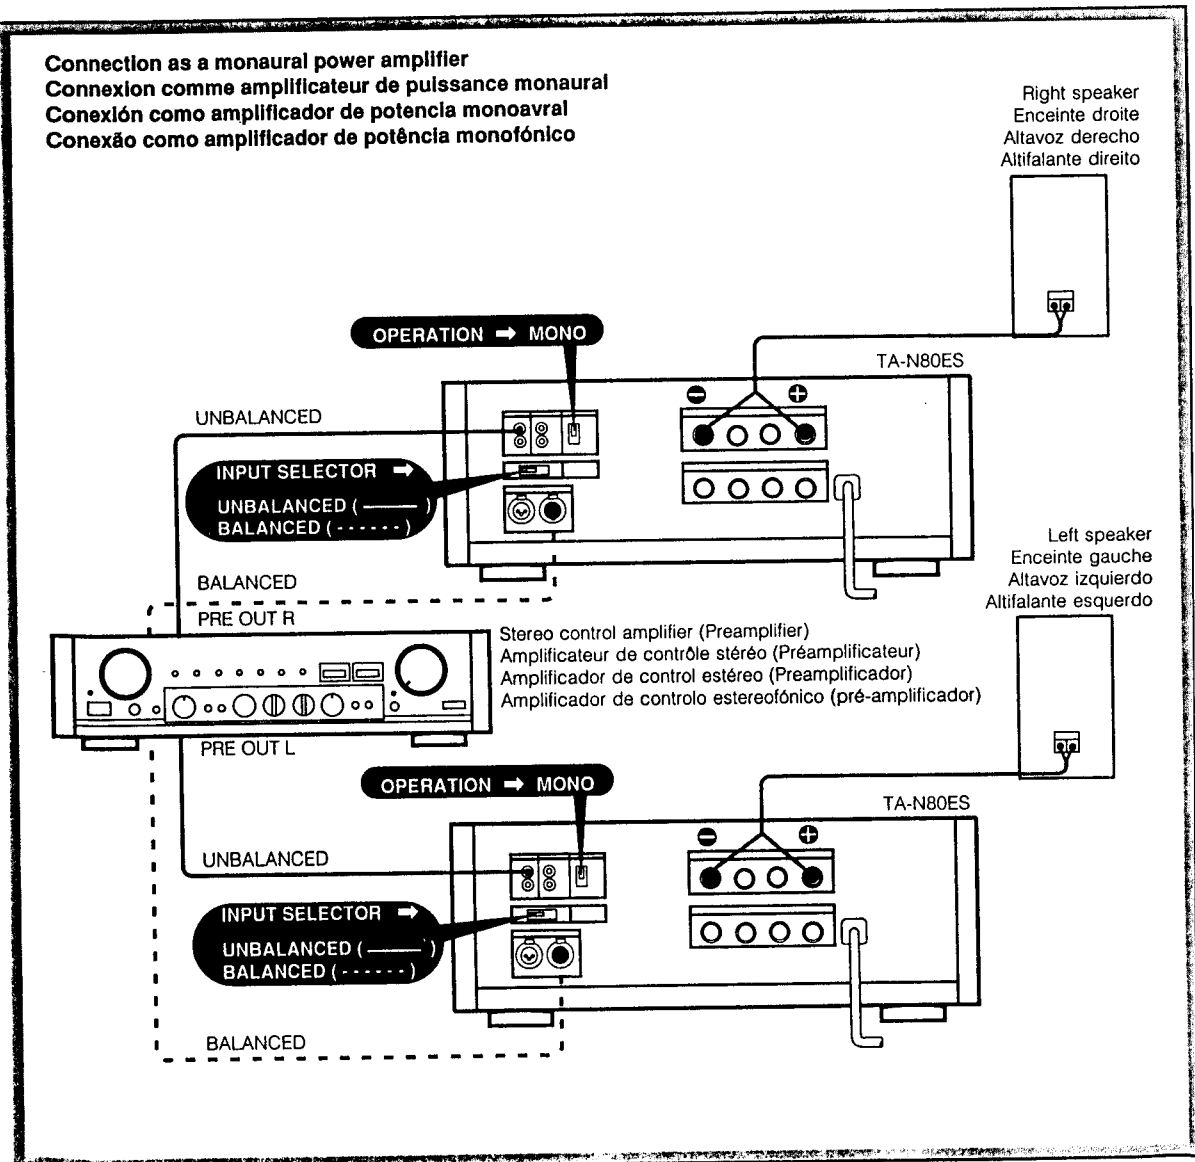 Connection as a monaural power amplifier
Connexion comme amplificateur de puissance monaural
Conexión como amplificador de potencia monoavral
Conexão como amplificador de potência monofónico
Right speaker
Enceinte droite
Altavoz derecho
Altifalante direito
OPERATION ➡ MONO
TA-N80ES
UNBALANCED
INPUT SELECTOR ➡
UNBALANCED (———)
BALANCED (- - - - - -)
BALANCED
PRE OUT R
Left speaker
Enceinte gauche
Altavoz izquierdo
Altifalante esquerdo
Stereo control amplifier (Preamplifier)
Amplificateur de contrôle stéréo (Préamplificateur)
Amplificador de control estéreo (Preamplificador)
Amplificador de controlo estereofónico (pré-amplificador)
PRE OUT L
OPERATION ➡ MONO
TA-N80ES
UNBALANCED
INPUT SELECTOR ➡
UNBALANCED (———)
BALANCED (- - - - - -)
BALANCED